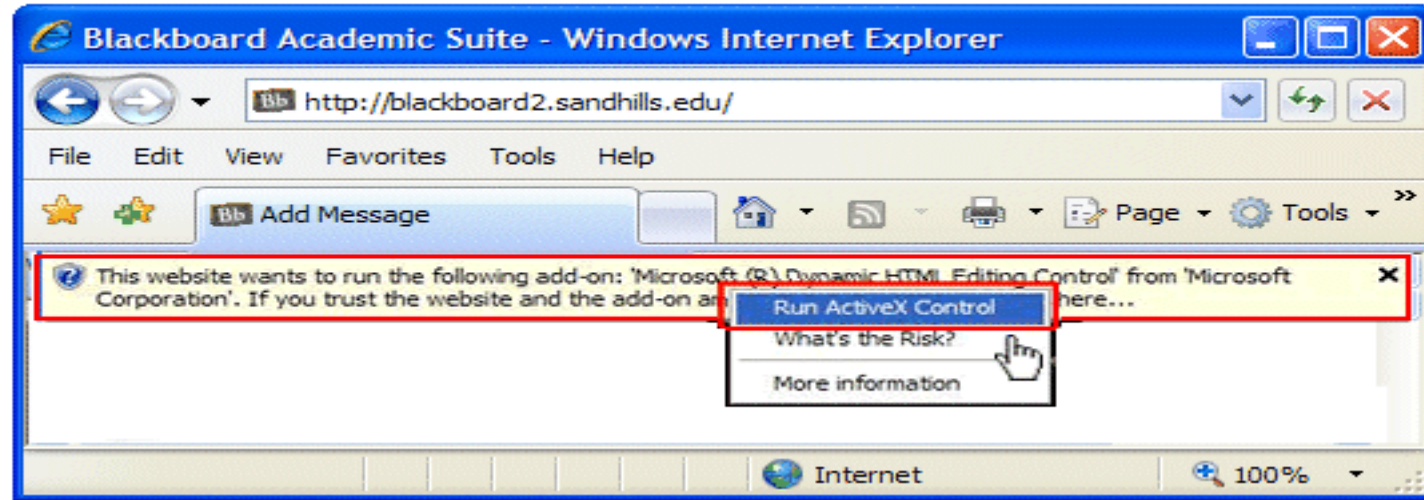 Blackboard Academic Suite - Windows Internet Explorer
Bb http://blackboard2.sandhills.edu/
File Edit View Favorites Tools Help
Bb Add Message Page Tools »
This website wants to run the following add-on: 'Microsoft (R) Dynamic HTML Editing Control' from 'Microsoft
Corporation'. If you trust the website and the add-on an here...
Run ActiveX Control
What's the Risk?
More information
Internet 100%